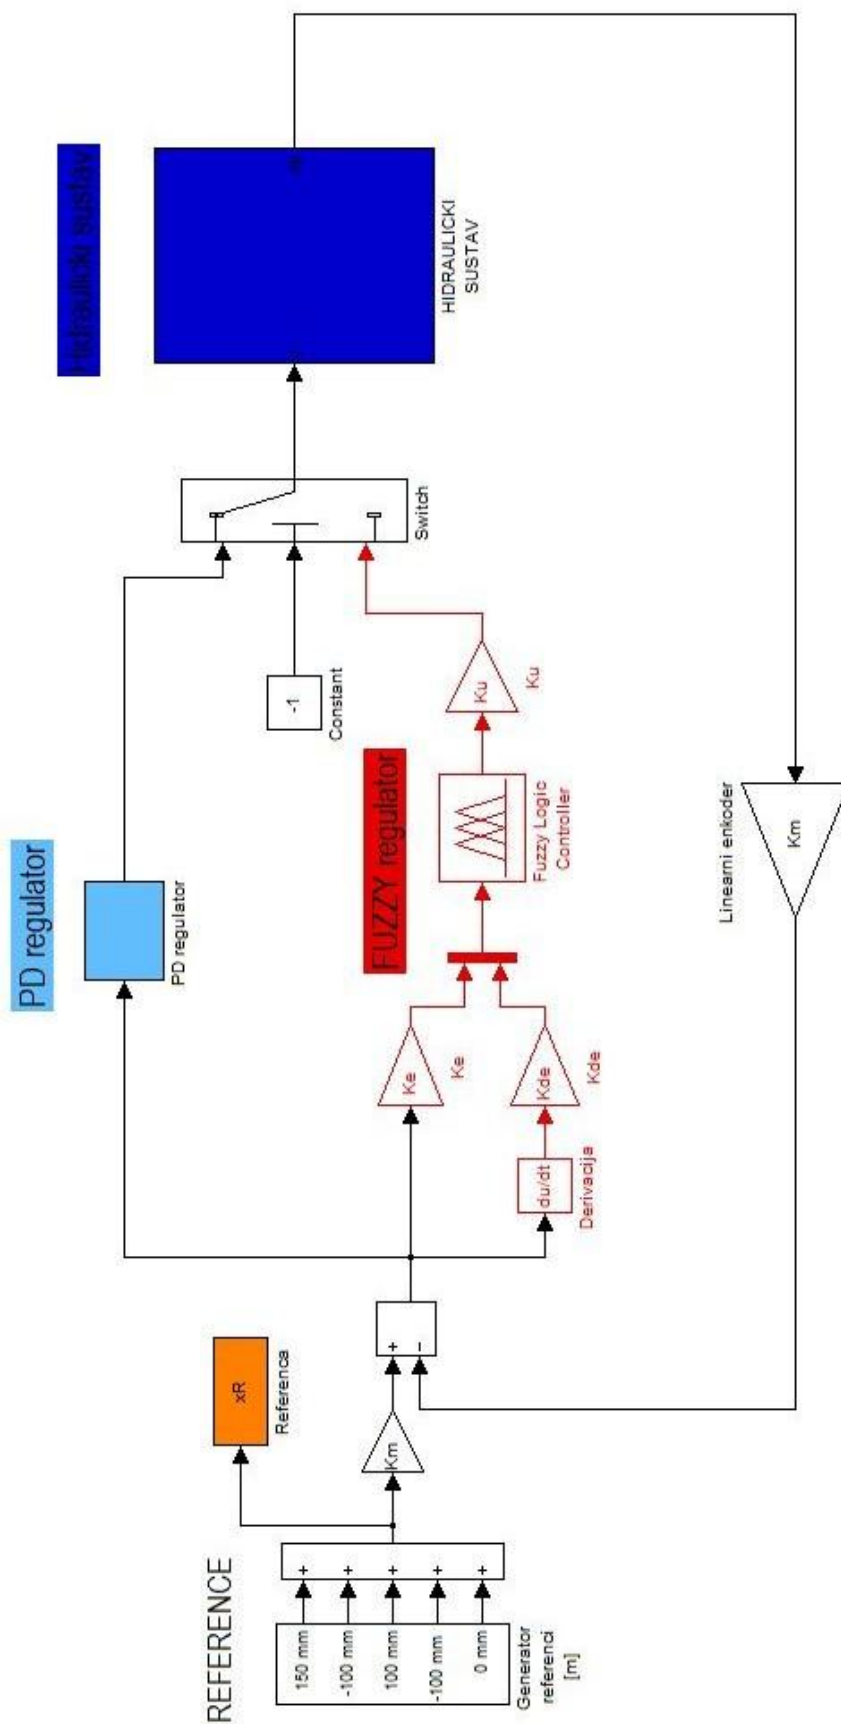 Hidraulicki sustav
HIDRAULICKI
SUSTAV
PD regulator
PD regulator
Switch
-1
Constant
FUZZY regulator
Ku
Ku
Fuzzy Logic
Controller
Ke
Ke
Kde
Kde
du/dt
Derivacija
Linearni enkoder
Km
xR
Referenca
+
-
Km
REFERENCE
150 mm
-100 mm
100 mm
-100 mm
0 mm
+
+
+
+
+
Generator
referenci
[m]